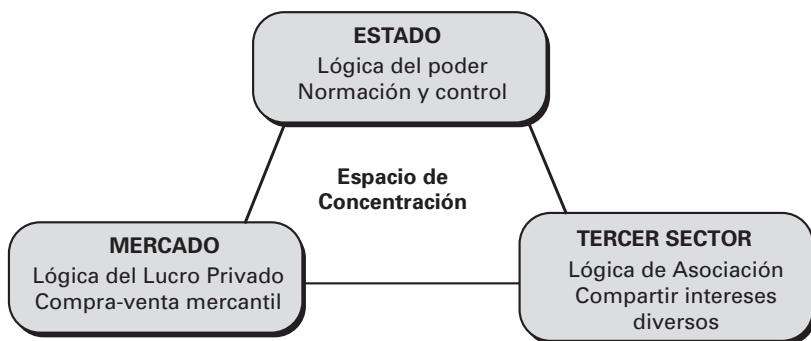 ESTADO
Lógica del poder
Normación y control
Espacio de
Concentración
MERCADO
Lógica del Lucro Privado
Compra-venta mercantil
TERCER SECTOR
Lógica de Asociación
Compartir intereses
diversos